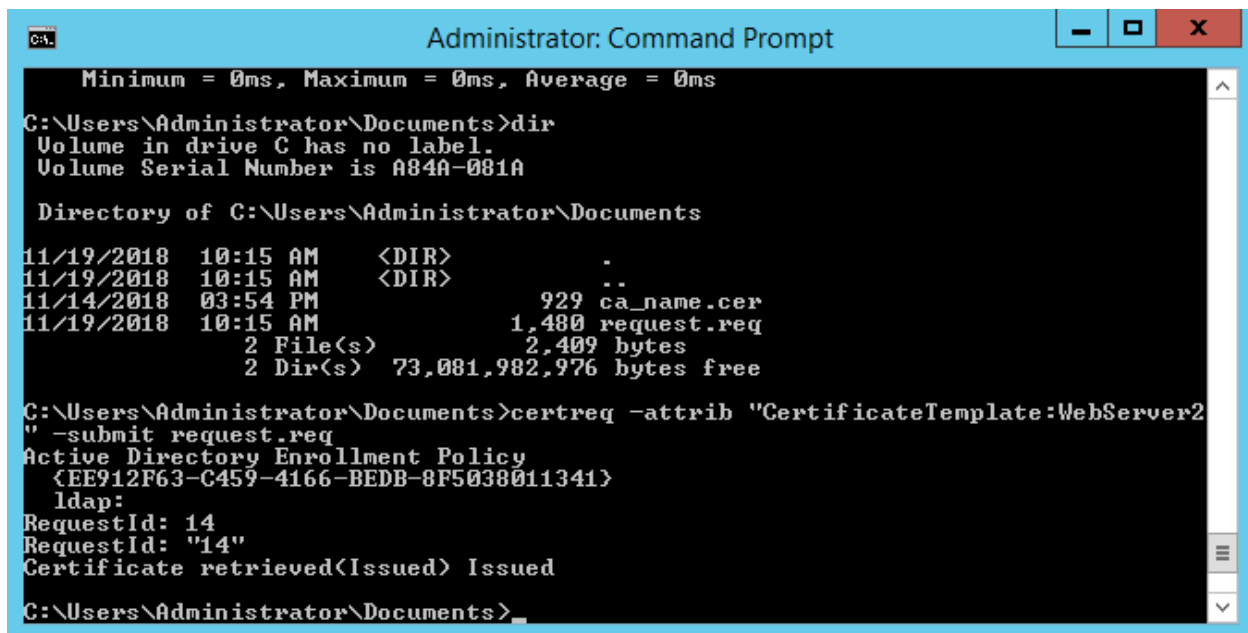 Administrator: Command Prompt
Minimum = 0ms, Maximum = 0ms, Average = 0ms
C:\Users\Administrator\Documents>dir
Volume in drive C has no label.
Volume Serial Number is A84A-081A
Directory of C:\Users\Administrator\Documents
11/19/2018 10:15 AM <DIR> .
11/19/2018 10:15 AM <DIR> ..
11/14/2018 03:54 PM 929 ca_name.cer
11/19/2018 10:15 AM 1,480 request.req
2 File(s) 2,409 bytes
2 Dir(s) 73,081,982,976 bytes free
C:\Users\Administrator\Documents>certreq -attrib "CertificateTemplate:WebServer2
" -submit request.req
Active Directory Enrollment Policy
{EE912F63-C459-4166-BEDB-8F5038011341}
ldap:
RequestId: 14
RequestId: "14"
Certificate retrieved(Issued) Issued
C:\Users\Administrator\Documents>_